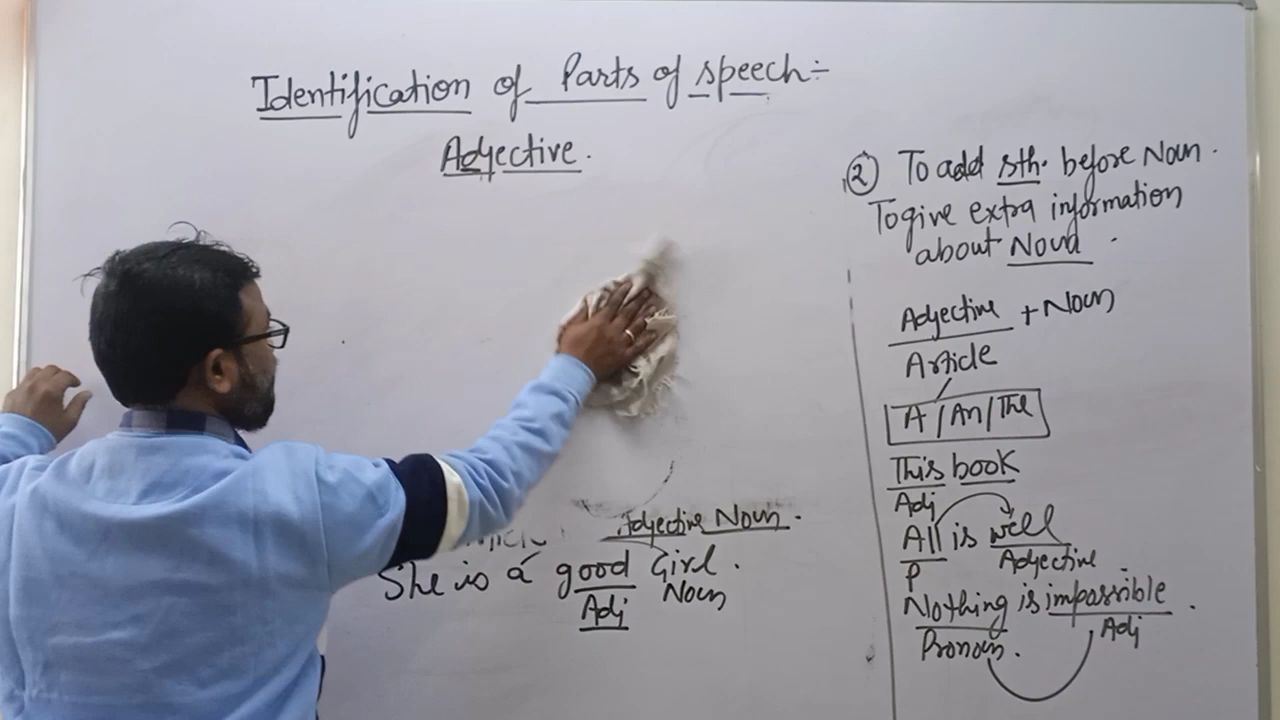 Identification of Parts of speech:-
Adjective.
Adjective Noun.
She is a good Girl.
Adj Noun
② To add sth. before Noun.
To give extra information
about Noun.
Adjective + Noun
Article
A/An/The
This book
Adj
All is well
P Adjective
Nothing is impossible.
Pronoun. Adj